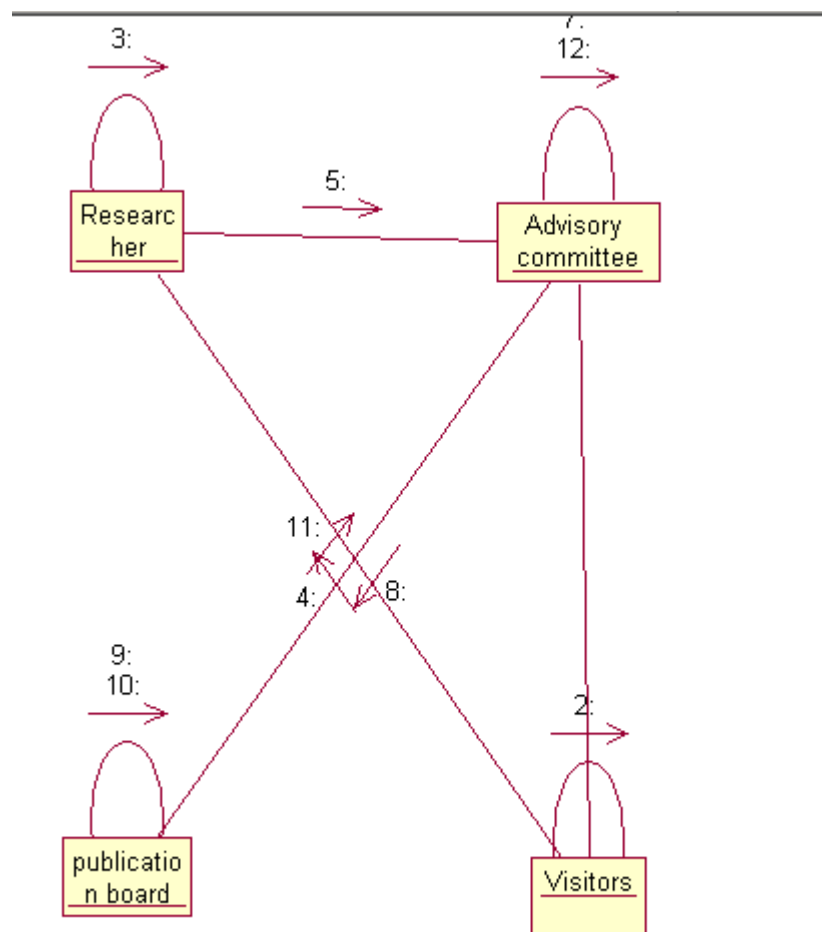 3:
7:
12:
5:
Researc
her
Advisory
committee
11:
4:
8:
9:
10:
2:
publicatio
n board
Visitors